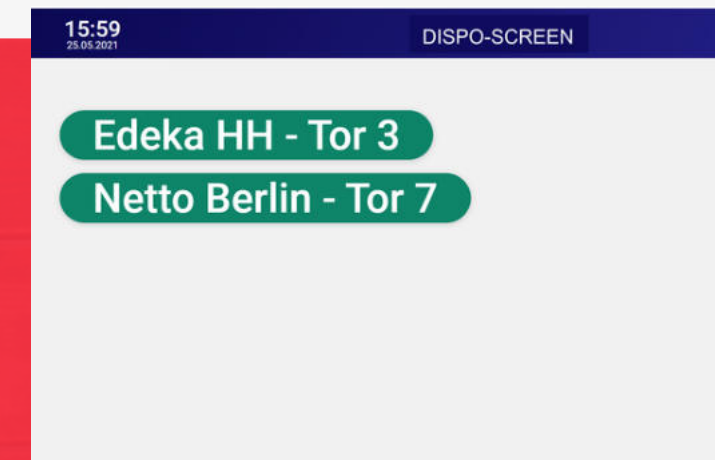 15:59
25.05.2021
DISPO-SCREEN
Edeka HH - Tor 3
Netto Berlin - Tor 7